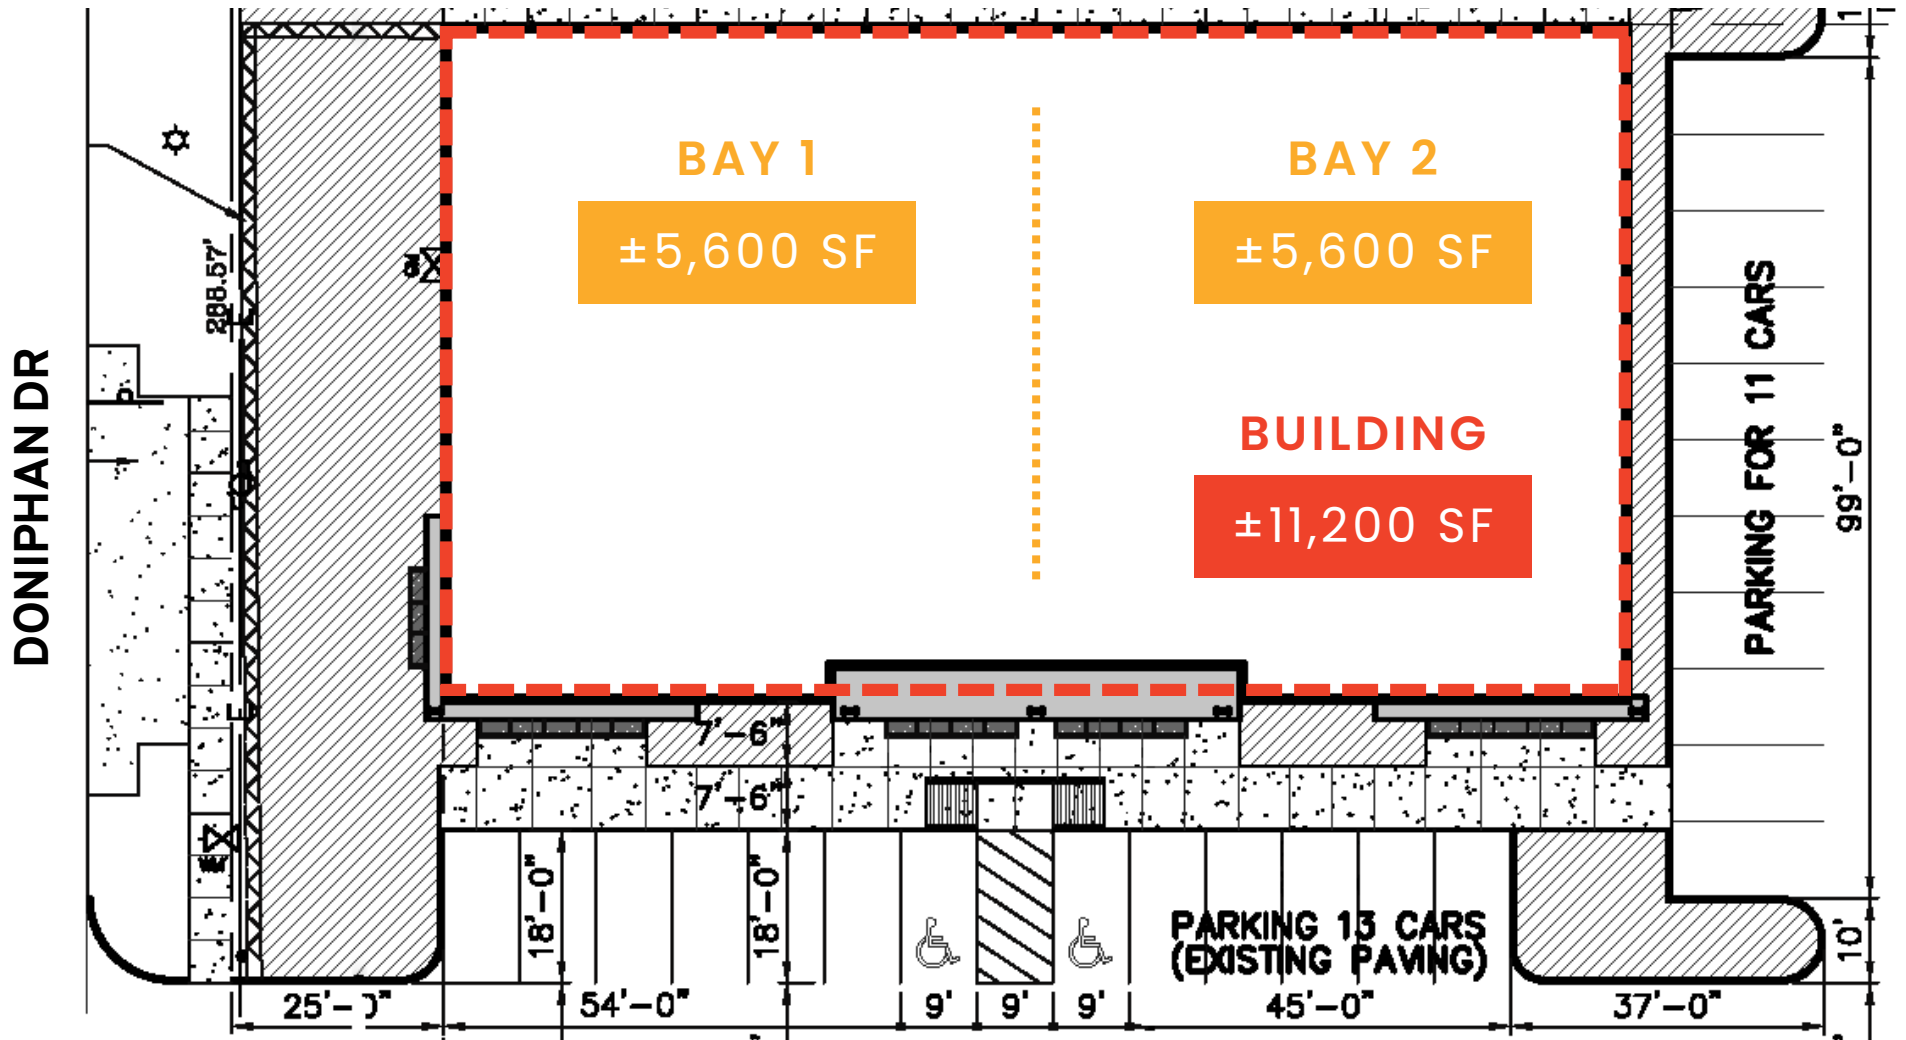 BAY 1
±5,600 SF
BAY 2
±5,600 SF
BUILDING
±11,200 SF
DONIPHAN DR
288.57'
PARKING FOR 11 CARS
99'-0"
7'-6"
7'-6"
18'-0"
18'-0"
PARKING 13 CARS
(EXISTING PAVING)
10'
25'-0"
54'-0"
9'
9'
9'
45'-0"
37'-0"